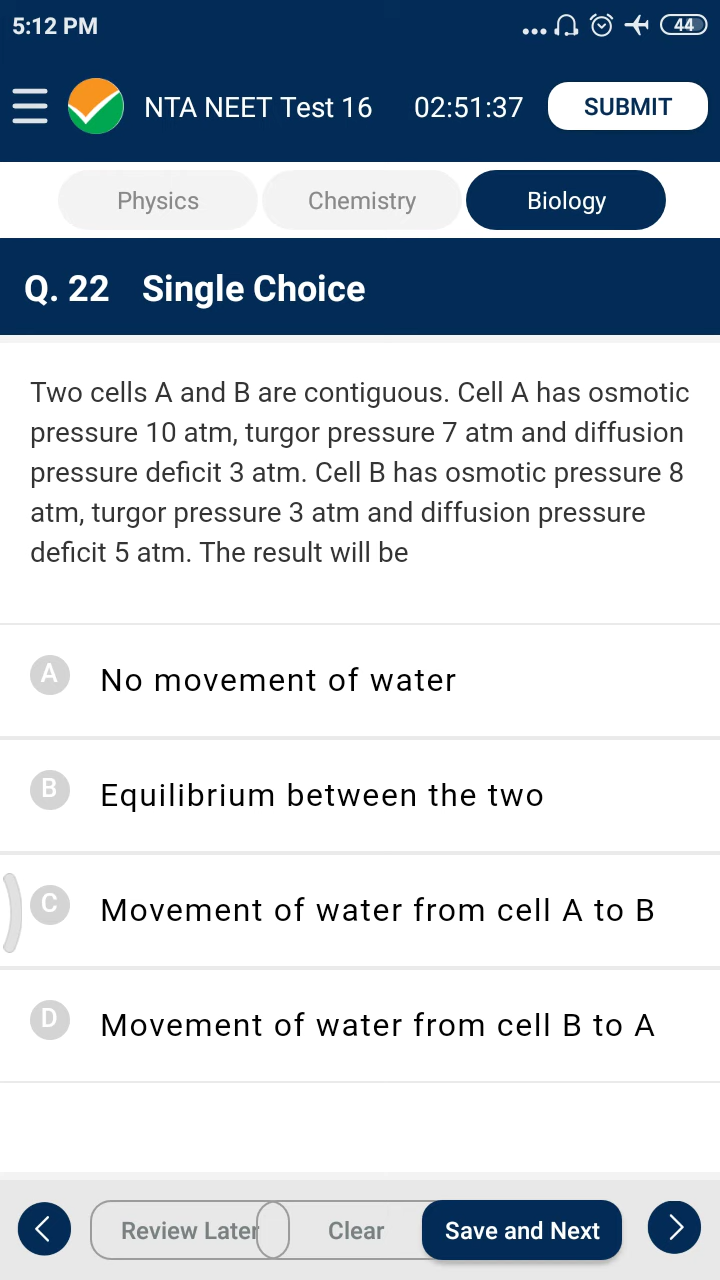 5:12 PM
44
NTA NEET Test 16
02:51:37
SUBMIT
Physics
Chemistry
Biology
Q. 22 Single Choice
Two cells A and B are contiguous. Cell A has osmotic
pressure 10 atm, turgor pressure 7 atm and diffusion
pressure deficit 3 atm. Cell B has osmotic pressure 8
atm, turgor pressure 3 atm and diffusion pressure
deficit 5 atm. The result will be
A No movement of water
B Equilibrium between the two
C Movement of water from cell A to B
D Movement of water from cell B to A
Review Later
Clear
Save and Next